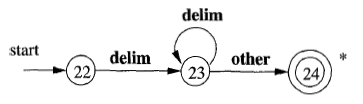 delim
start
delim
other
*
22
23
24